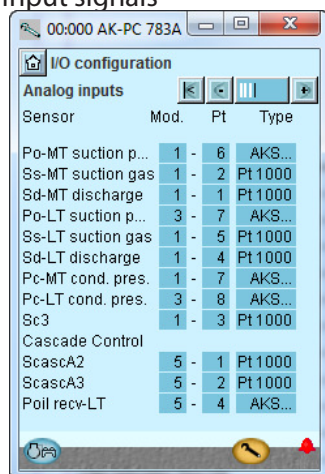 Input signals
00:000 AK-PC 783A
I/O configuration
Analog inputs
Sensor Mod. Pt Type
Po-MT suction p... 1 - 6 AKS...
Ss-MT suction gas 1 - 2 Pt1000
Sd-MT discharge 1 - 1 Pt1000
Po-LT suction p... 3 - 7 AKS...
Ss-LT suction gas 1 - 5 Pt1000
Sd-LT discharge 1 - 4 Pt1000
Pc-MT cond. pres. 1 - 7 AKS...
Pc-LT cond. pres. 3 - 8 AKS...
Sc3 1 - 3 Pt1000
Cascade Control
ScascA2 5 - 1 Pt1000
ScascA3 5 - 2 Pt1000
Poil recv-LT 5 - 4 AKS...